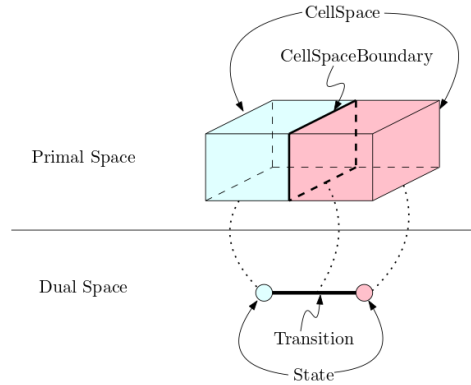 CellSpace
CellSpaceBoundary
Primal Space
Dual Space
Transition
State